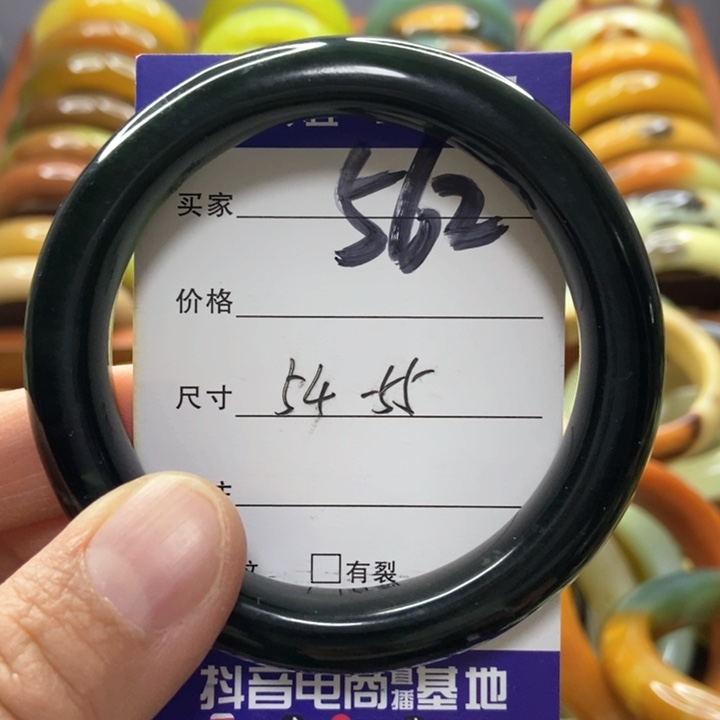 买家 562
价格
尺寸 54-55
□有裂
抖音电商直播基地